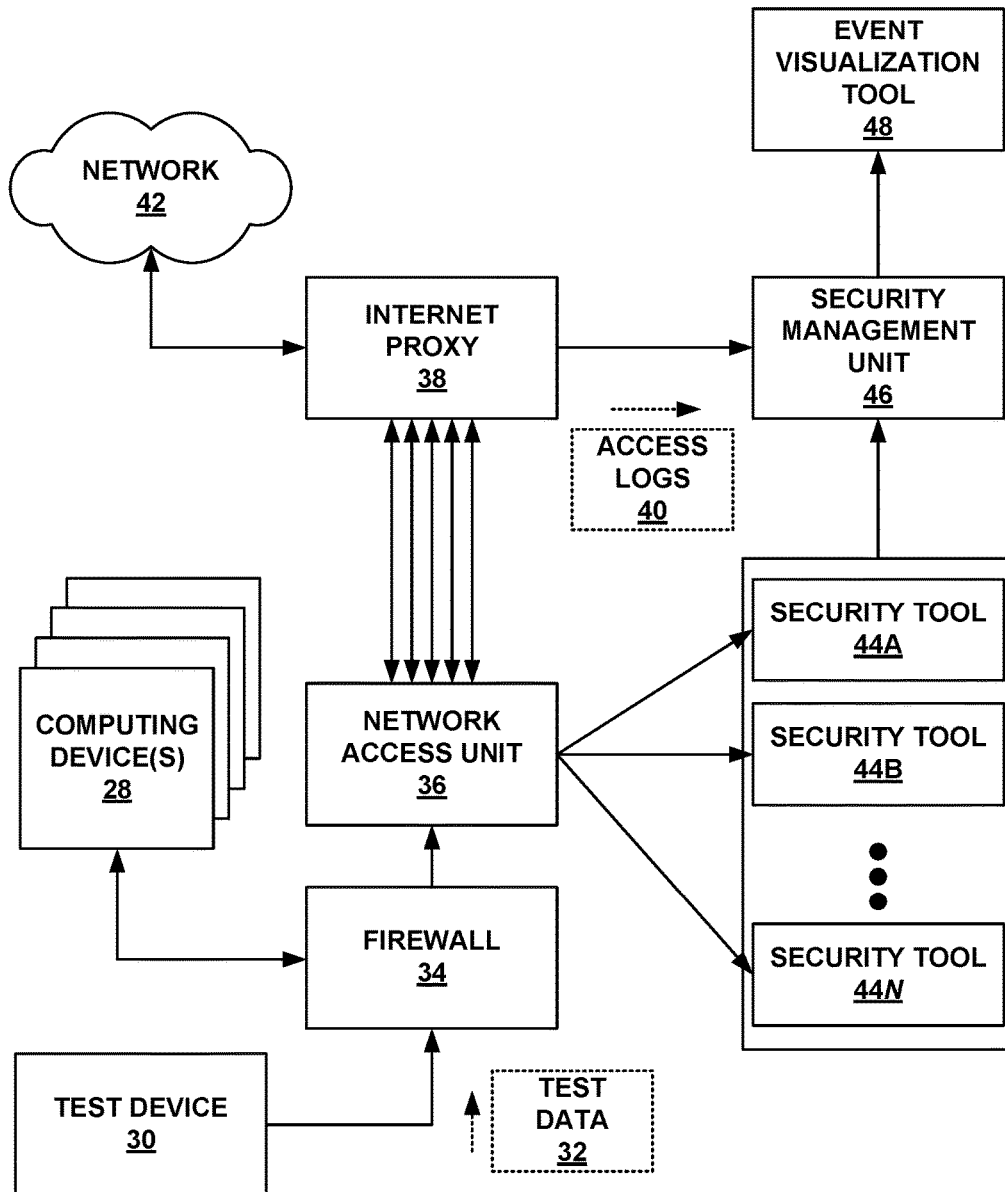 EVENT
VISUALIZATION
TOOL
48
NETWORK
42
INTERNET
PROXY
38
SECURITY
MANAGEMENT
UNIT
46
ACCESS
LOGS
40
COMPUTING
DEVICE(S)
28
NETWORK
ACCESS UNIT
36
SECURITY TOOL
44A
SECURITY TOOL
44B
SECURITY TOOL
44N
FIREWALL
34
TEST DEVICE
30
TEST
DATA
32